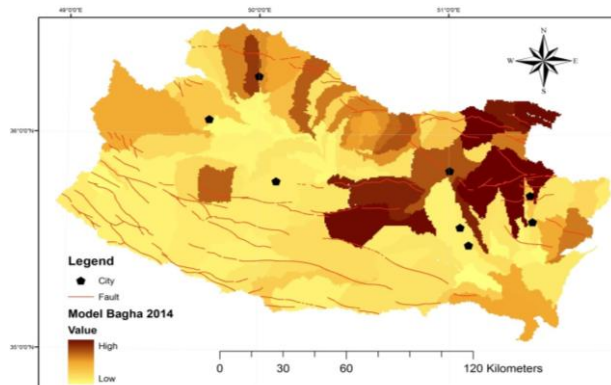 49°0'0"E 50°0'0"E 51°0'0"E
N
W E
S
36°0'0"N
Legend
City
Fault
Model Bagha 2014
Value
High
Low
35°0'0"N
0 30 60 120 Kilometers